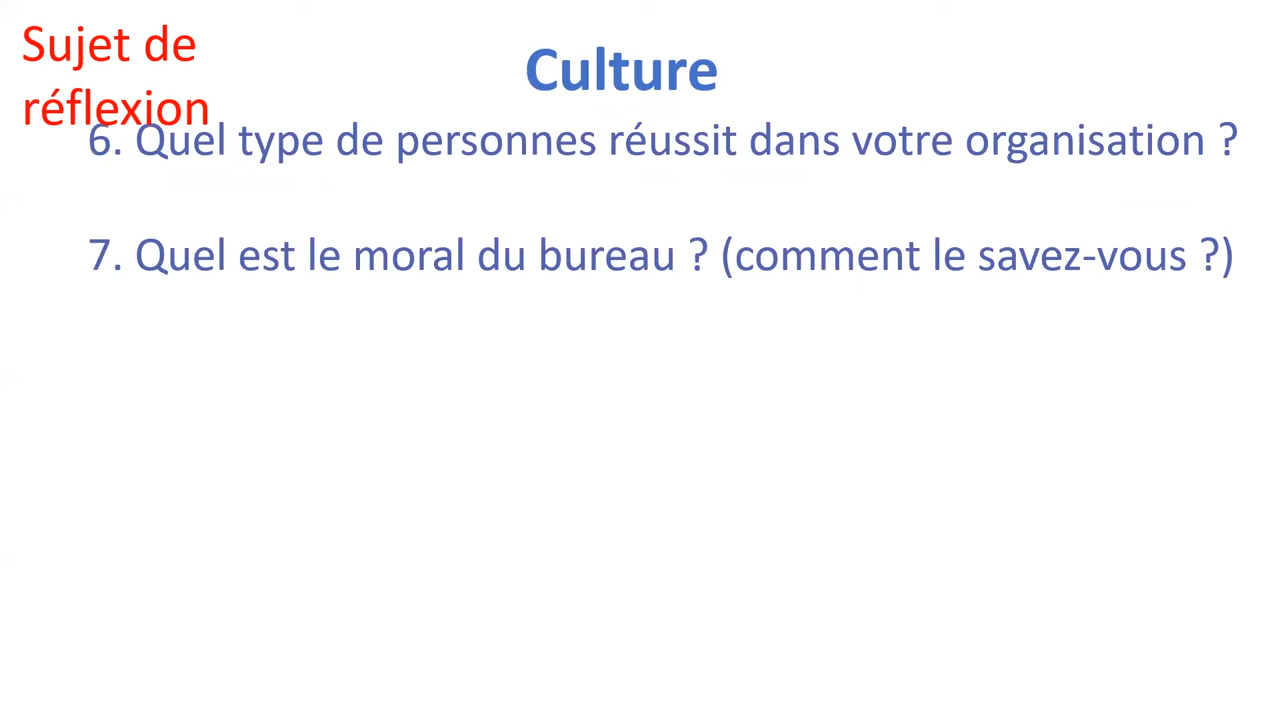 Sujet de
réflexion
Culture
6. Quel type de personnes réussit dans votre organisation ?
7. Quel est le moral du bureau ? (comment le savez-vous ?)